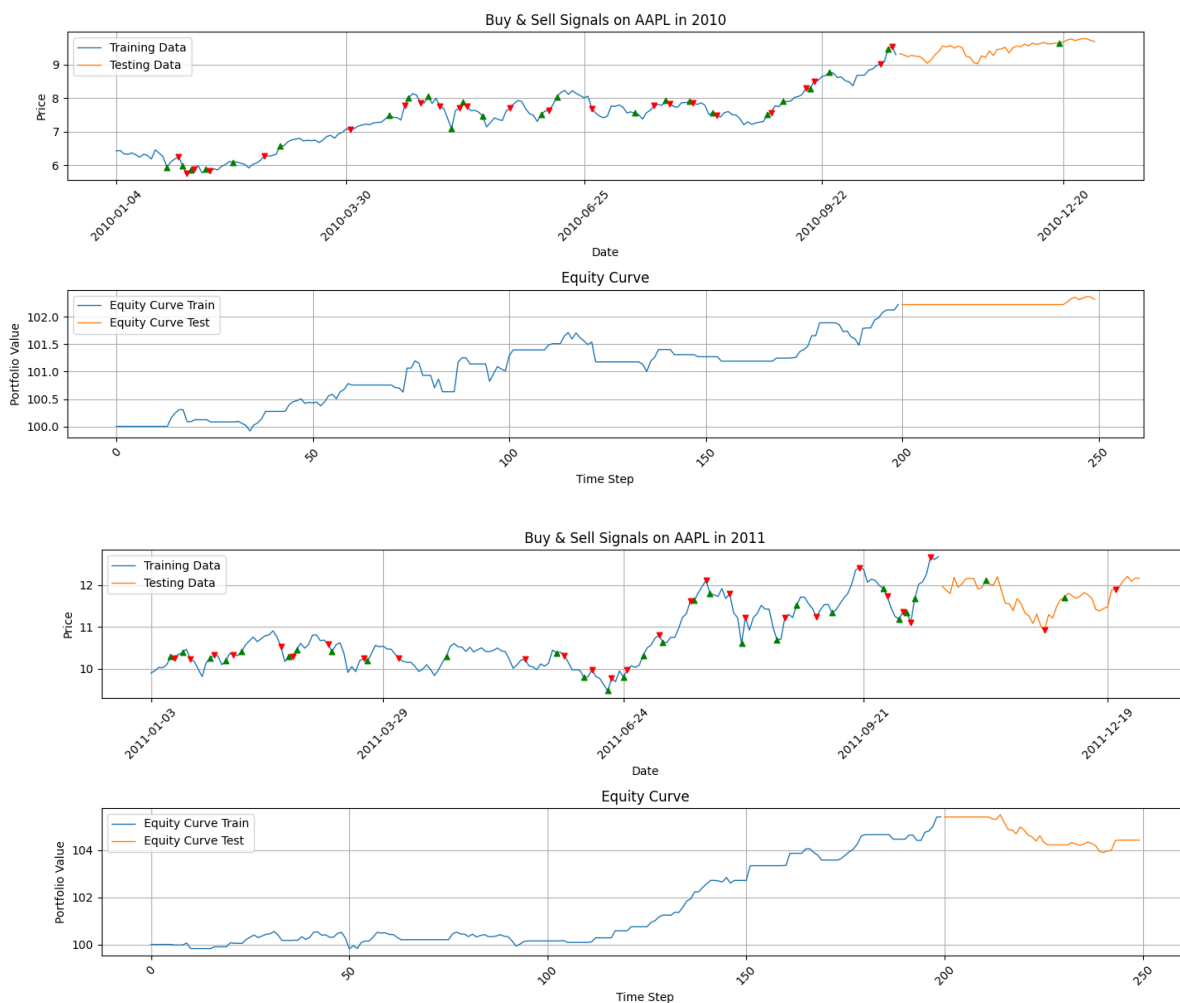 Buy & Sell Signals on AAPL in 2010
Training Data
Testing Data
Price
9
8
7
6
2010-01-04
2010-03-30
2010-06-25
2010-09-22
2010-12-20
Date
Equity Curve
Equity Curve Train
Equity Curve Test
Portfolio Value
102.0
101.5
101.0
100.5
100.0
0
50
100
150
200
250
Time Step
Buy & Sell Signals on AAPL in 2011
Training Data
Testing Data
Price
12
11
10
2011-01-03
2011-03-29
2011-06-24
2011-09-21
2011-12-19
Date
Equity Curve
Equity Curve Train
Equity Curve Test
Portfolio Value
104
102
100
0
50
100
150
200
250
Time Step